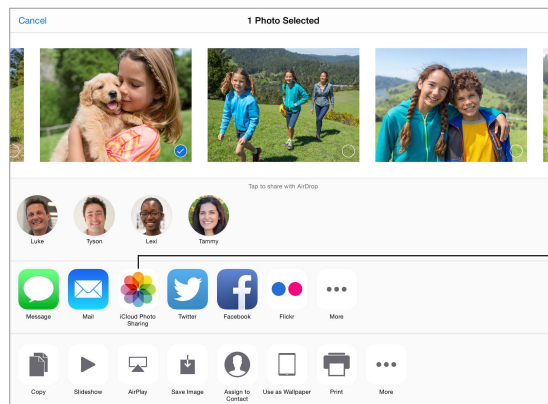 Cancel 1 Photo Selected
Tap to share with AirDrop
Luke Tyson Lexi Tammy
Message Mail iCloud Photo Sharing Twitter Facebook Flickr More
Copy Slideshow AirPlay Save Image Assign to Contact Use as Wallpaper Print More